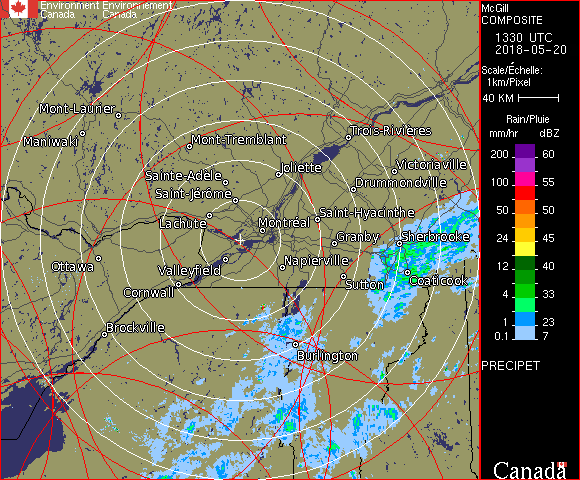 Environment Environnement
Canada Canada
McGill
COMPOSITE
1330 UTC
2018-05-20
Scale/Échelle:
1km/Pixel
40 KM
Rain/Pluie
mm/hr dBZ
200 60
150 57
100 55
50 50
24 45
12 40
4 33
1 23
0.1 7
PRECIPET
Canada
Mont-Laurier
Maniwaki
Mont-Tremblant
Trois-Rivières
Sainte-Adèle
Joliette
Victoriaville
Saint-Jérôme
Drummondville
Lachute
Montréal
Saint-Hyacinthe
Granby
Sherbrooke
Ottawa
Valleyfield
Napierville
Cornwall
Sutton
Coaticook
Brockville
Burlington